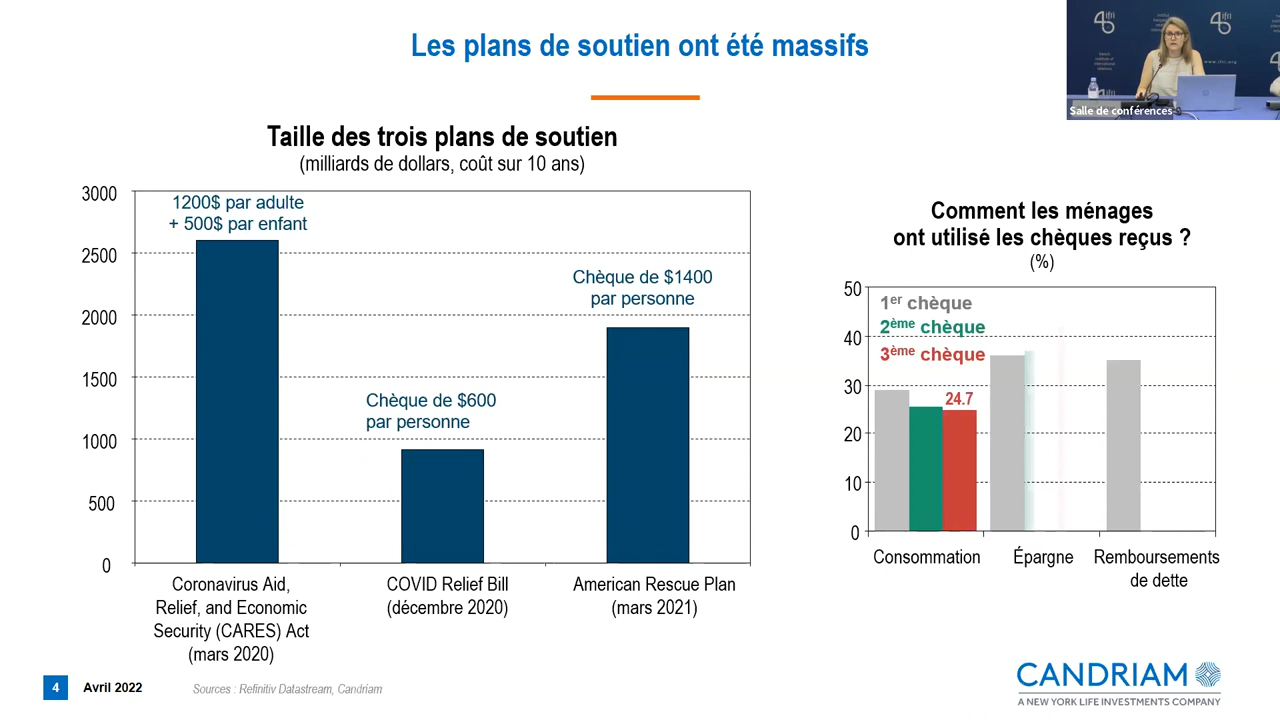 Les plans de soutien ont été massifs
ifri
ifri
www.ifri.org
Salle de conférences-
Taille des trois plans de soutien
(milliards de dollars, coût sur 10 ans)
3000
2500
2000
1500
1000
500
0
1200$ par adulte
+ 500$ par enfant
Chèque de $600
par personne
Chèque de $1400
par personne
Coronavirus Aid,
Relief, and Economic
Security (CARES) Act
(mars 2020)
COVID Relief Bill
(décembre 2020)
American Rescue Plan
(mars 2021)
Comment les ménages
ont utilisé les chèques reçus ?
(%)
50
40
30
20
10
0
1er chèque
2ème chèque
3ème chèque
24.7
Consommation
Épargne
Remboursements
de dette
4
Avril 2022
Sources : Refinitiv Datastream, Candriam
CANDRIAM
A NEW YORK LIFE INVESTMENTS COMPANY